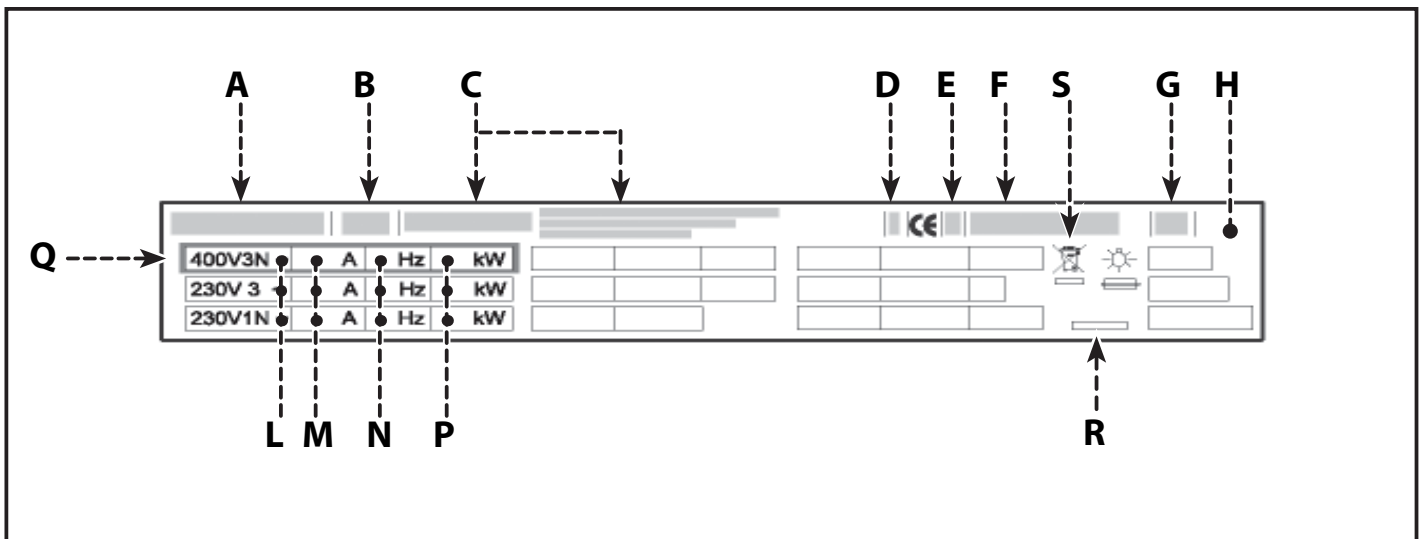 A B C D E F S G H
CE
Q
400V3N A Hz kW
230V 3 A Hz kW
230V1N A Hz kW
L M N P R